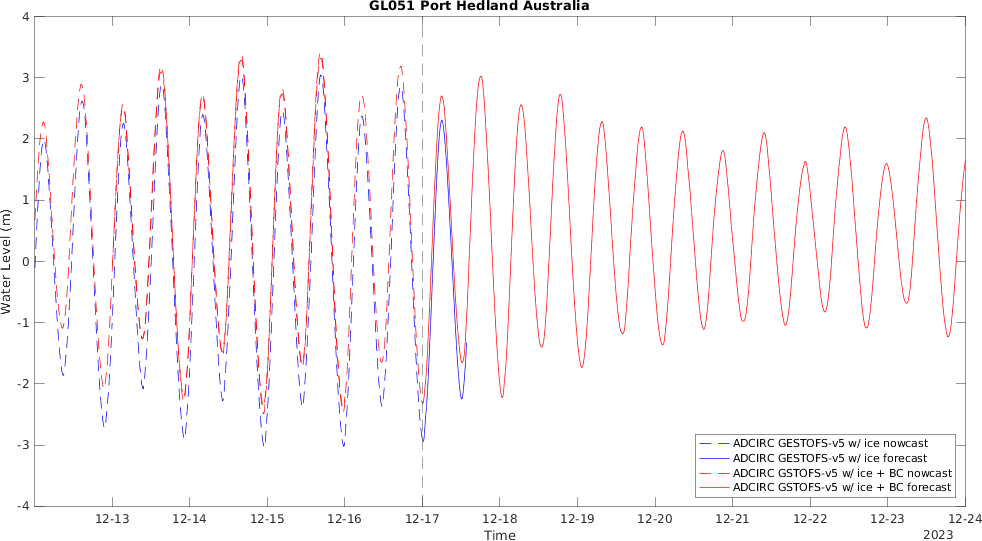 GL051 Port Hedland Australia
4
3
2
1
0
-1
-2
-3
-4
Water Level (m)
ADCIRC GESTOFS-v5 w/ ice nowcast
ADCIRC GESTOFS-v5 w/ ice forecast
ADCIRC GSTOFS-v5 w/ ice + BC nowcast
ADCIRC GSTOFS-v5 w/ ice + BC forecast
12-13 12-14 12-15 12-16 12-17 12-18 12-19 12-20 12-21 12-22 12-23 12-24
Time 2023